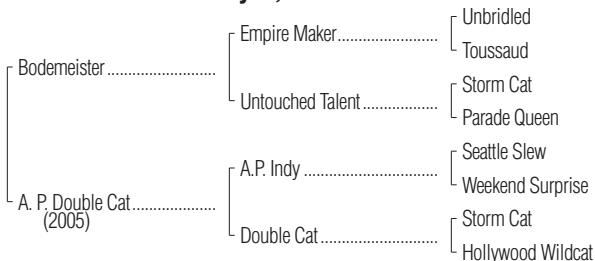 Unbridled
Empire Maker
Toussaud
Bodemeister
Storm Cat
Untouched Talent
Parade Queen
Seattle Slew
A.P. Indy
Weekend Surprise
A. P. Double Cat
(2005)
Storm Cat
Double Cat
Hollywood Wildcat